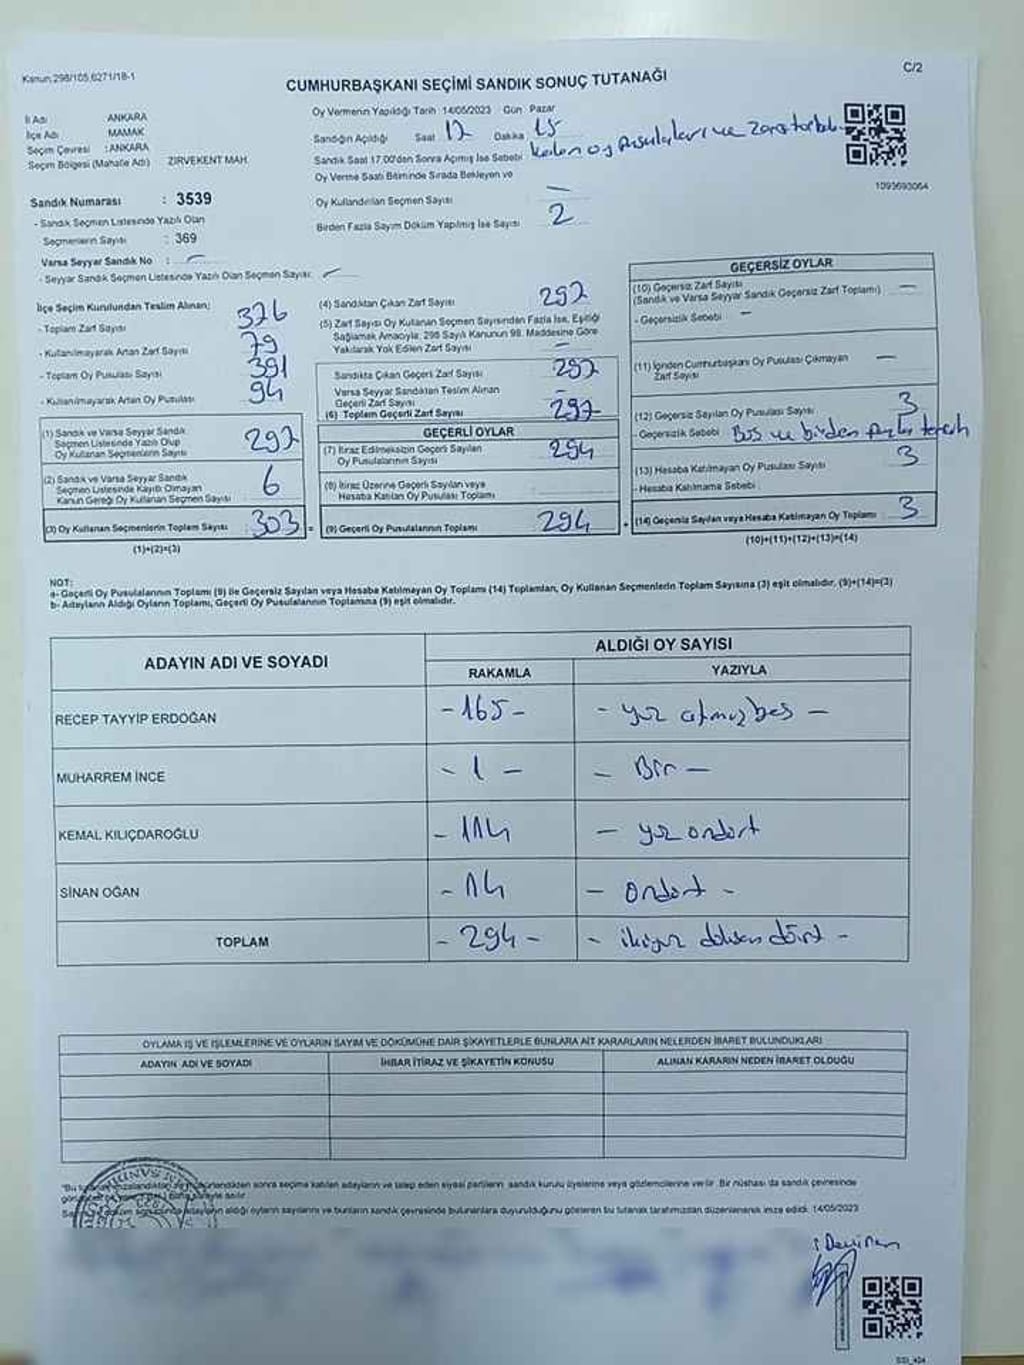 Kanun:298/105,6271/18-1
C/2
CUMHURBAŞKANI SEÇİMİ SANDIK SONUÇ TUTANAĞI
İl Adı ANKARA
İlçe Adı MAMAK
Seçim Çevresi : ANKARA
Seçim Bölgesi (Mahalle Adı) ZIRVEKENT MAH.
Sandık Numarası : 3539
- Sandık Seçmen Listesinde Yazılı Olan
Seçmenlerin Sayısı : 369
Varsa Seyyar Sandık No : -
- Seyyar Sandık Seçmen Listesinde Yazılı Olan Seçmen Sayısı: -
Oy Vermenin Yapıldığı Tarih 14/05/2023 Gün Pazar
Sandığın Açıldığı Saat 17 Dakika 15
Sandık Saat 17.00'den Sonra Açımış İse Sebebi Kalan oy pusulaları ve zarf
Oy Verme Saati Bitiminde Sırada Bekleyen ve
Oy Kullandırılan Seçmen Sayısı -
Birden Fazla Sayım Döküm Yapılmış İse Sayısı 2
1093693064
İlçe Seçim Kurulundan Teslim Alınan;
- Toplam Zarf Sayısı 376
- Kullanılmayarak Artan Zarf Sayısı 79
- Toplam Oy Pusulası Sayısı 391
- Kullanılmayarak Artan Oy Pusulası 94
(1) Sandık ve Varsa Seyyar Sandık
Seçmen Listesinde Yazılı Olup
Oy Kullanan Seçmenlerin Sayısı 297
(2) Sandık ve Varsa Seyyar Sandık
Seçmen Listesinde Kayıtlı Olmayan
Kanun Gereği Oy Kullanan Seçmen Sayısı 6
(3) Oy Kullanan Seçmenlerin Toplam Sayısı 303 =
(1)+(2)=(3)
(4) Sandıktan Çıkan Zarf Sayısı 297
(5) Zarf Sayısı Oy Kullanan Seçmen Sayısından Fazla İse, Eşitliği
Sağlamak Amacıyla, 298 Sayılı Kanunun 98. Maddesine Göre
Yakılarak Yok Edilen Zarf Sayısı -
Sandıkta Çıkan Geçerli Zarf Sayısı 297
Varsa Seyyar Sandıktan Teslim Alınan
Geçerli Zarf Sayısı -
(6) Toplam Geçerli Zarf Sayısı 297
GEÇERLİ OYLAR
(7) İtiraz Edilmeksizin Geçerli Sayılan
Oy Pusulalarının Sayısı 294
(8) İtiraz Üzerine Geçerli Sayılan veya
Hesaba Katılan Oy Pusulası Toplamı
(9) Geçerli Oy Pusulalarının Toplamı 294 +
GEÇERSİZ OYLAR
(10) Geçersiz Zarf Sayısı
(Sandık ve Varsa Seyyar Sandık Geçersiz Zarf Toplamı) -
- Geçersizlik Sebebi -
(11) İçinden Cumhurbaşkanı Oy Pusulası Çıkmayan
Zarf Sayısı -
(12) Geçersiz Sayılan Oy Pusulası Sayısı 3
- Geçersizlik Sebebi Boş ve birden fazla tercih
(13) Hesaba Katılmayan Oy Pusulası Sayısı 3
- Hesaba Katılmama Sebebi
(14) Geçersiz Sayılan veya Hesaba Katılmayan Oy Toplamı 3
(10)+(11)+(12)+(13)=(14)
NOT:
a- Geçerli Oy Pusulalarının Toplamı (9) ile Geçersiz Sayılan veya Hesaba Katılmayan Oy Toplamı (14) Toplamları, Oy Kullanan Seçmenlerin Toplam Sayısına (3) eşit olmalıdır. (9)+(14)=(3)
b- Adayların Aldığı Oyların Toplamı, Geçerli Oy Pusulalarının Toplamına (9) eşit olmalıdır.
ADAYIN ADI VE SOYADI
ALDIĞI OY SAYISI
RAKAMLA YAZIYLA
RECEP TAYYİP ERDOĞAN -165- - yüz atmışbeş -
MUHARREM İNCE - 1 - - Bir -
KEMAL KILIÇDAROĞLU - 114 - yüz ondört
SİNAN OĞAN - 14 - Ondört -
TOPLAM - 294 - - ikiyüz doksan dört -
OYLAMA İŞ VE İŞLEMLERİNE VE OYLARIN SAYIM VE DÖKÜMÜNE DAİR ŞİKAYETLERLE BUNLARA AİT KARARLARIN NELERDEN İBARET BULUNDUKLARI
ADAYIN ADI VE SOYADI İHBAR İTİRAZ VE ŞİKAYETİN KONUSU ALINAN KARARIN NEDEN İBARET OLDUĞU
sonra seçime katılan adayların ve talep eden siyasi partilerin, sandık kurulu üyelerine veya gözlemcilerine verilir. Bir nüshası da sandık çevresinde
aldığı oyların sayılarını ve bunların sandık çevresinde bulunanlara duyurulduğunu gösteren bu tutanak tarafımızdan düzenlenerek imza edildi. 14/05/2023